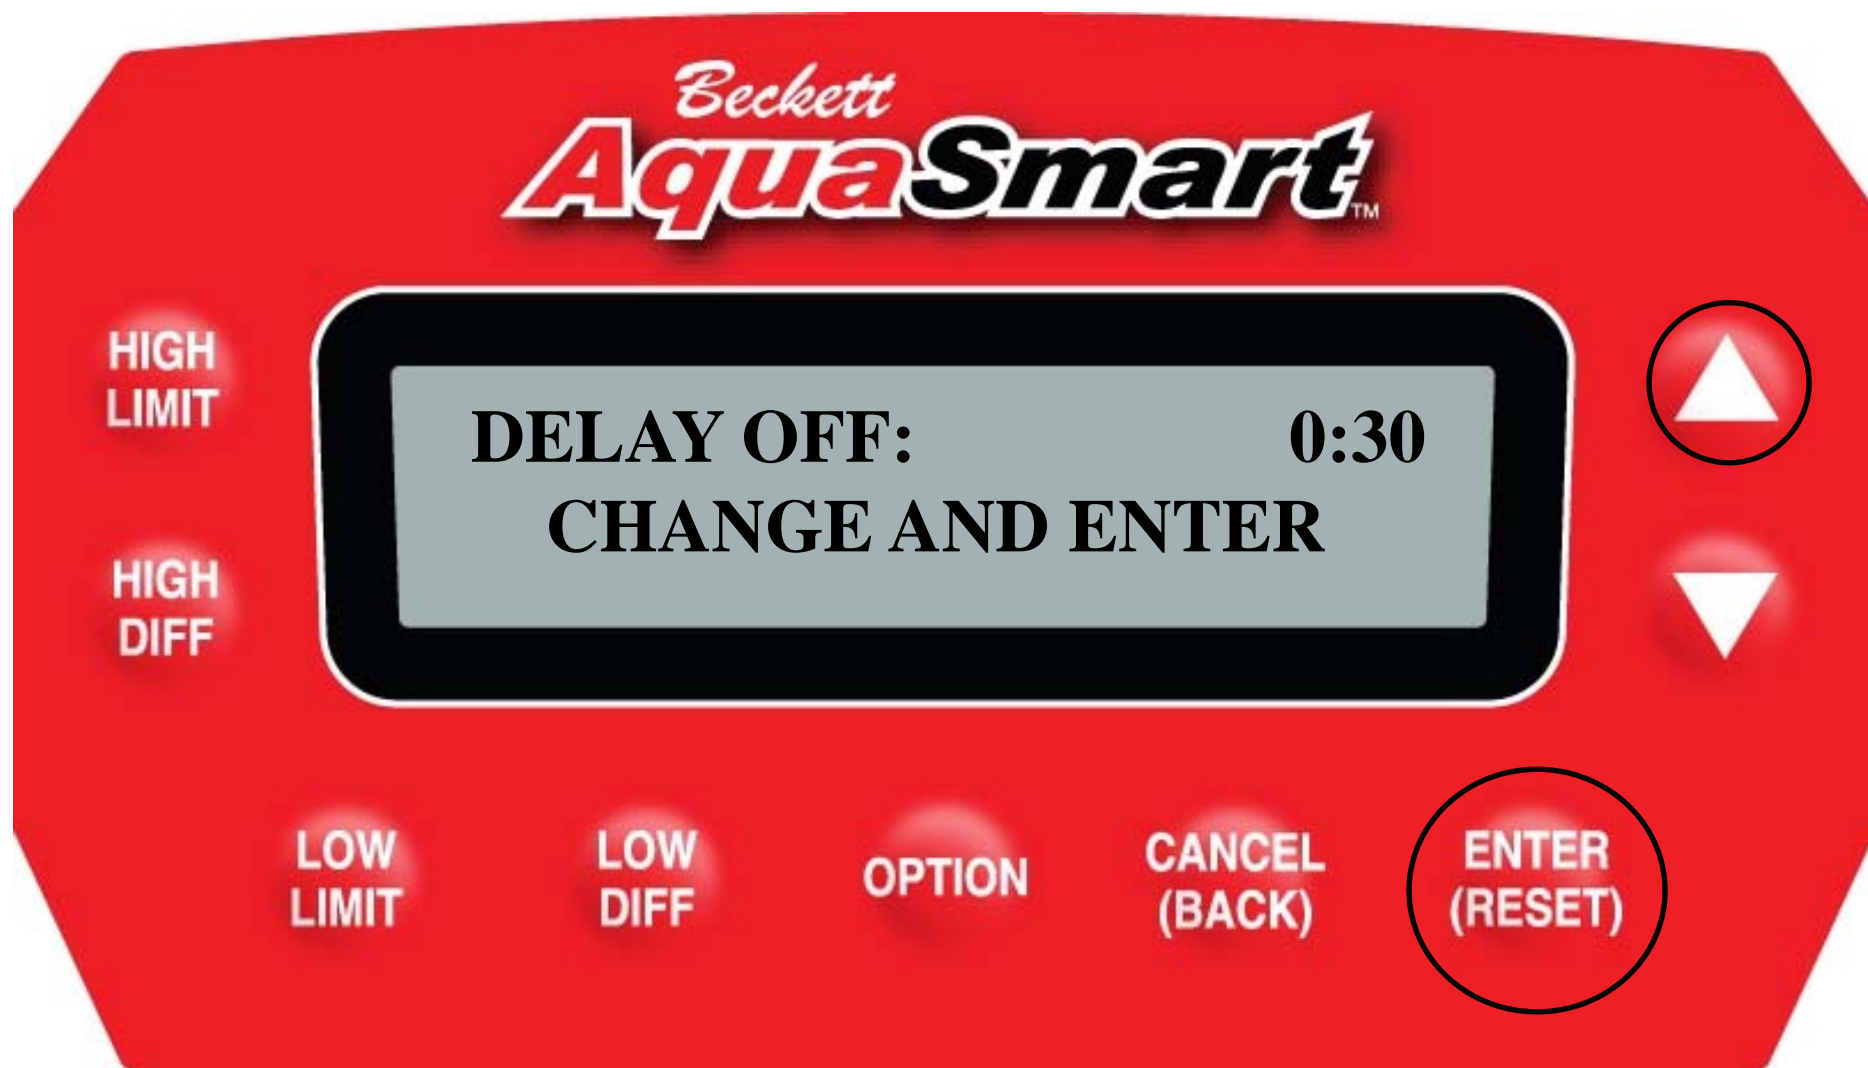 Beckett
AquaSmart™
HIGH
LIMIT
DELAY OFF: 0:30
CHANGE AND ENTER
HIGH
DIFF
LOW
LIMIT
LOW
DIFF
OPTION
CANCEL
(BACK)
ENTER
(RESET)